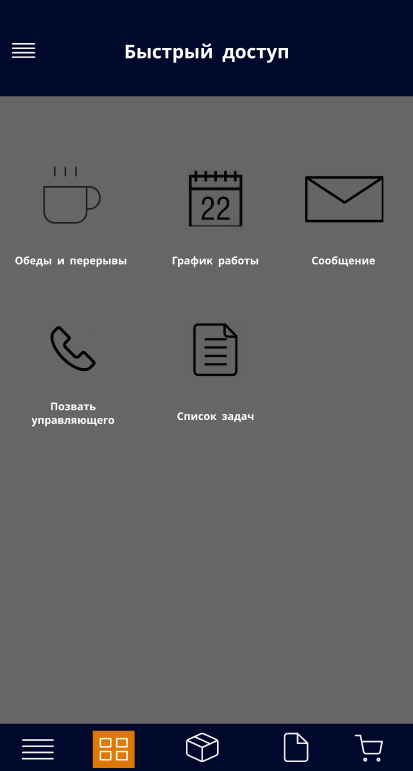 Быстрый доступ
22
Обеды и перерывы
График работы
Сообщение
Позвать
управляющего
Список задач